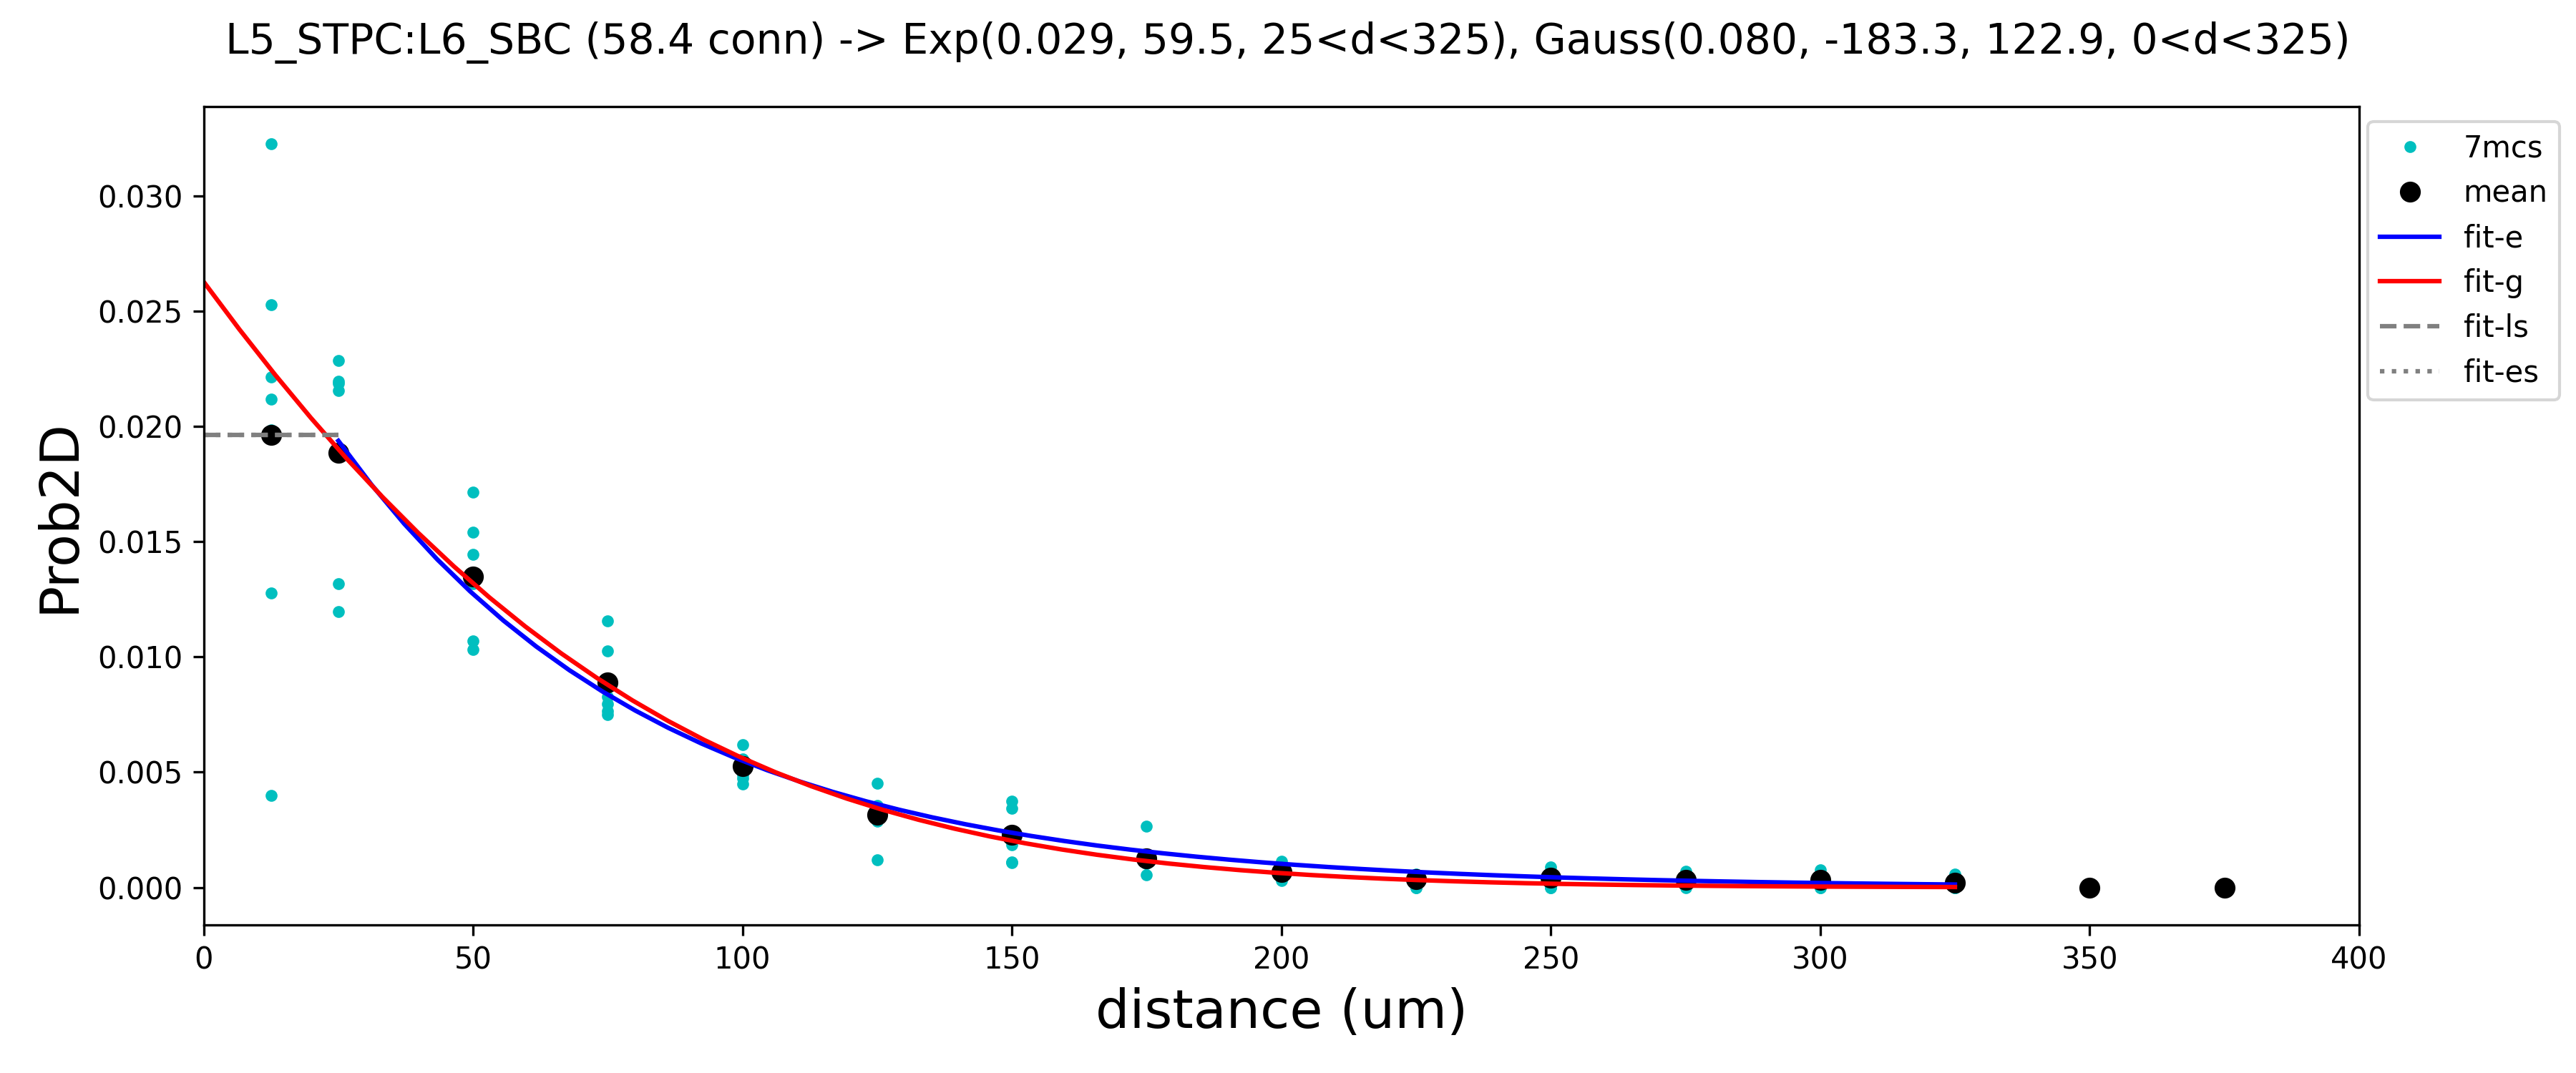 L5_STPC:L6_SBC (58.4 conn) -> Exp(0.029, 59.5, 25<d<325), Gauss(0.080, -183.3, 122.9, 0<d<325)
7mcs
mean
fit-e
fit-g
fit-ls
fit-es
Prob2D
0.030
0.025
0.020
0.015
0.010
0.005
0.000
0 50 100 150 200 250 300 350 400
distance (um)